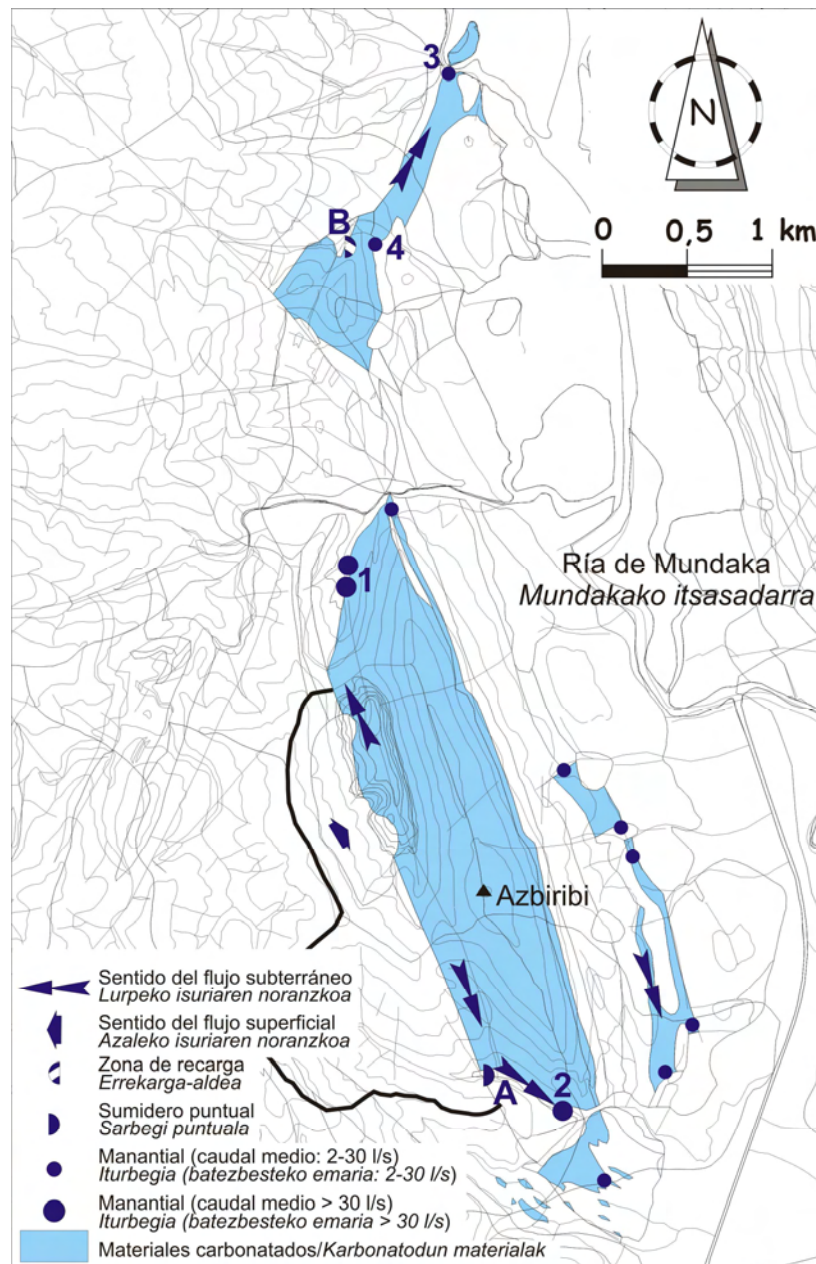 3
N
0 0,5 1 km
B
4
1
Ría de Mundaka
Mundakako itsasadarra
Azbiribi
A
2
Sentido del flujo subterráneo
Lurpeko isuriaren noranzkoa
Sentido del flujo superficial
Azaleko isuriaren noranzkoa
Zona de recarga
Errekarga-aldea
Sumidero puntual
Sarbegi puntuala
Manantial (caudal medio: 2-30 l/s)
Iturbegia (batezbesteko emaria: 2-30 l/s)
Manantial (caudal medio > 30 l/s)
Iturbegia (batezbesteko emaria > 30 l/s)
Materiales carbonatados/Karbonatodun materialak